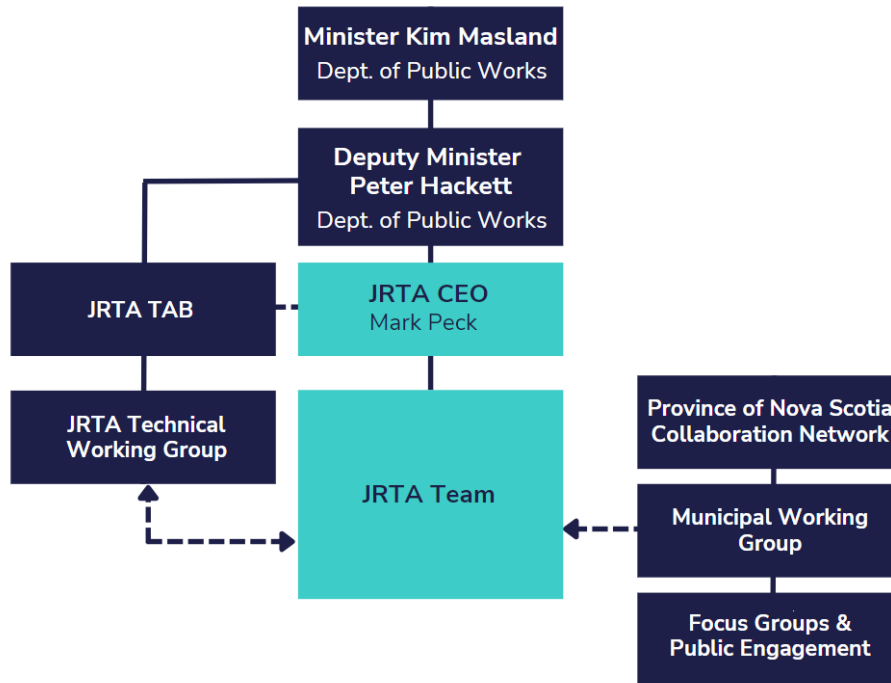 Minister Kim Masland
Dept. of Public Works
Deputy Minister
Peter Hackett
Dept. of Public Works
JRTA TAB
JRTA CEO
Mark Peck
JRTA Technical
Working Group
JRTA Team
Province of Nova Scotia
Collaboration Network
Municipal Working
Group
Focus Groups &
Public Engagement